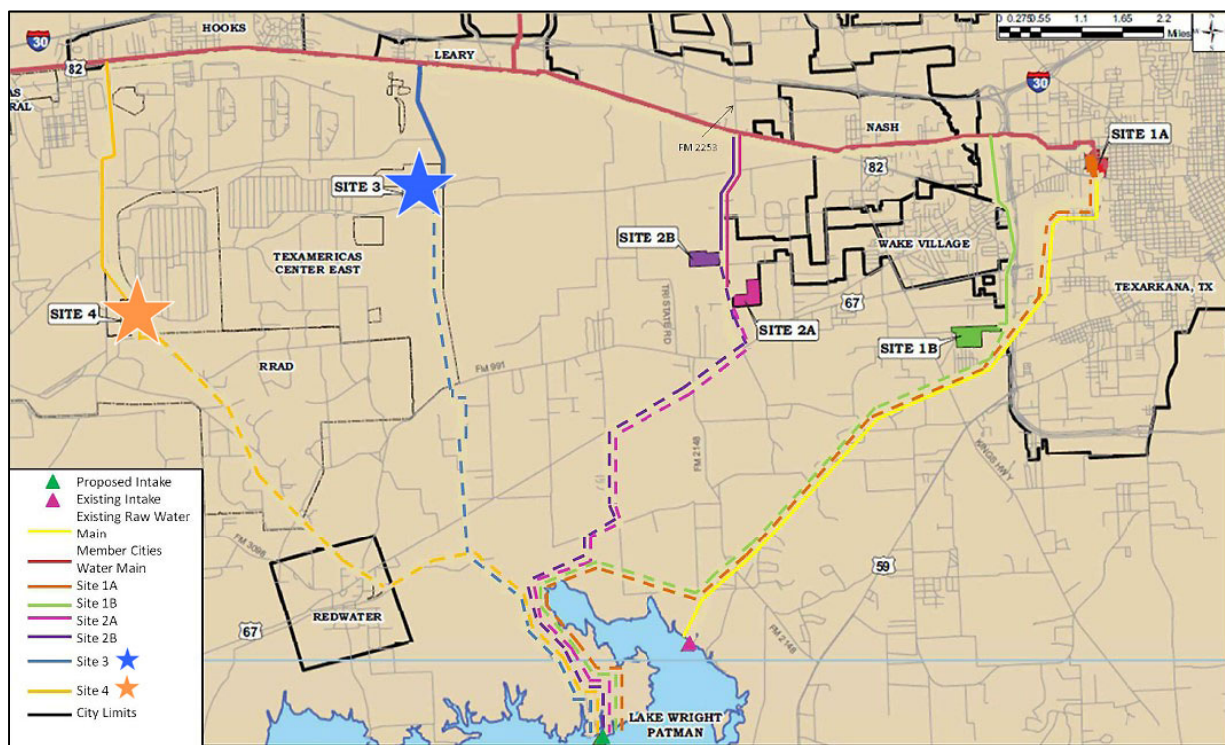 HOOKS
30
LEARY
82
0 0.275 0.55 1.1 1.65 2.2
Miles
30
NASH
SITE 1A
FM 2253
82
SITE 3
SITE 2B
WAKE VILLAGE
TEXAMERICAS
CENTER EAST
TRI STATE RD
67
TEXARKANA, TX
SITE 4
SITE 2A
SITE 1B
RRAD
FM 991
FM 2148
KINGS HWY
FM 3098
59
REDWATER
67
FM 2148
LAKE WRIGHT
PATMAN
Proposed Intake
Existing Intake
Existing Raw Water
Main
Member Cities
Water Main
Site 1A
Site 1B
Site 2A
Site 2B
Site 3
Site 4
City Limits